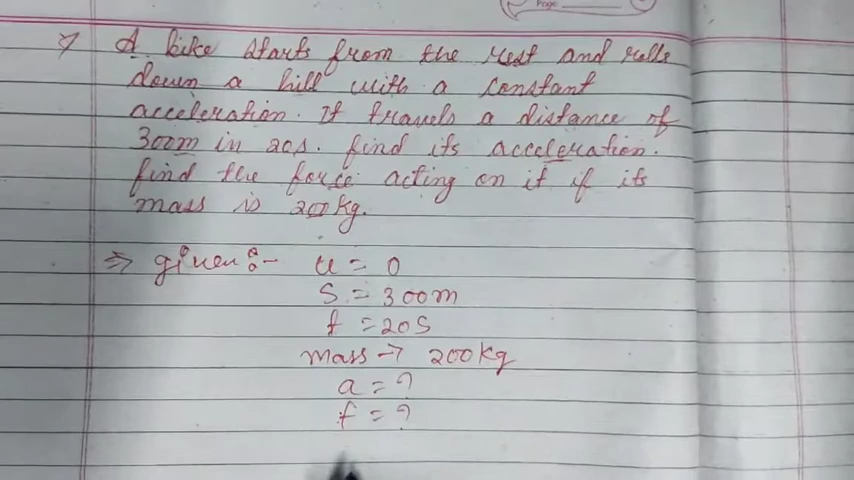 Page
7 A bike starts from the rest and rolls
down a hill with a constant
acceleration. It travels a distance of
300m in 20s. find its acceleration.
find the force acting on it if its
mass is 200kg.
⇒ given:- u = 0
S = 300m
t = 20S
mass → 200kg
a = ?
f = ?